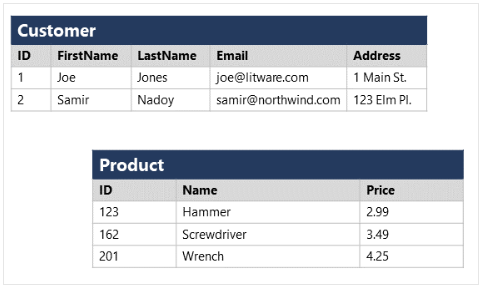 Customer
ID FirstName LastName Email Address
1 Joe Jones joe@litware.com 1 Main St.
2 Samir Nadoy samir@northwind.com 123 Elm Pl.
Product
ID Name Price
123 Hammer 2.99
162 Screwdriver 3.49
201 Wrench 4.25